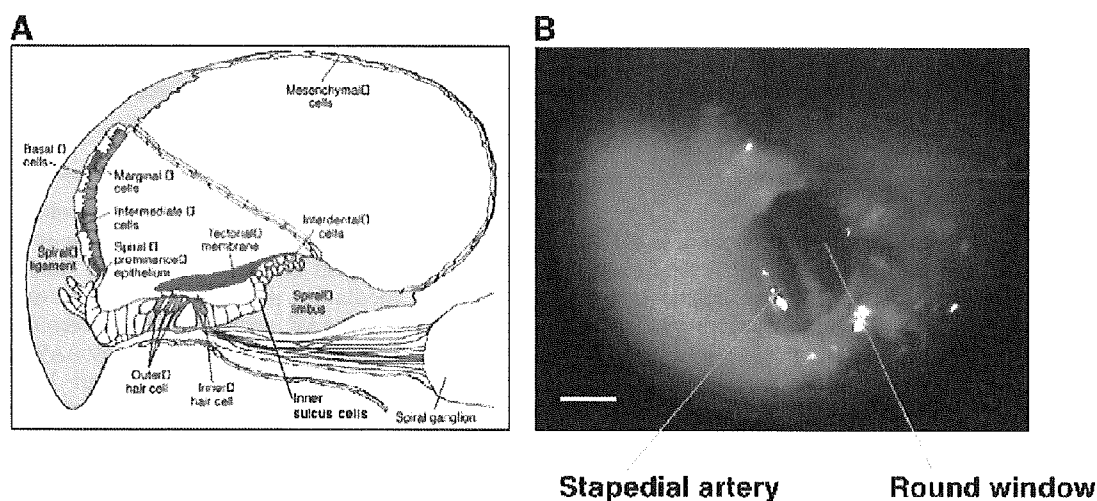 A
B
Mesenchymal▯
cells
Basal ▯
cells
Marginal ▯
cells
Interdental▯
cells
Intermediate ▯
cells
Tectorial▯
membrane
Spiral▯
ligament
Spiral ▯
prominence▯
epithelium
Spiral▯
limbus
Outer▯
hair cell
Inner▯
hair cell
Inner
sulcus cells
Spiral ganglion
Stapedial artery
Round window